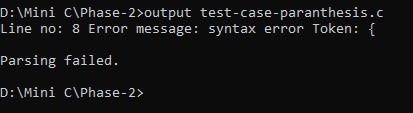 D:\Mini C\Phase-2>output test-case-paranthesis.c
Line no: 8 Error message: syntax error Token: {
Parsing failed.
D:\Mini C\Phase-2>